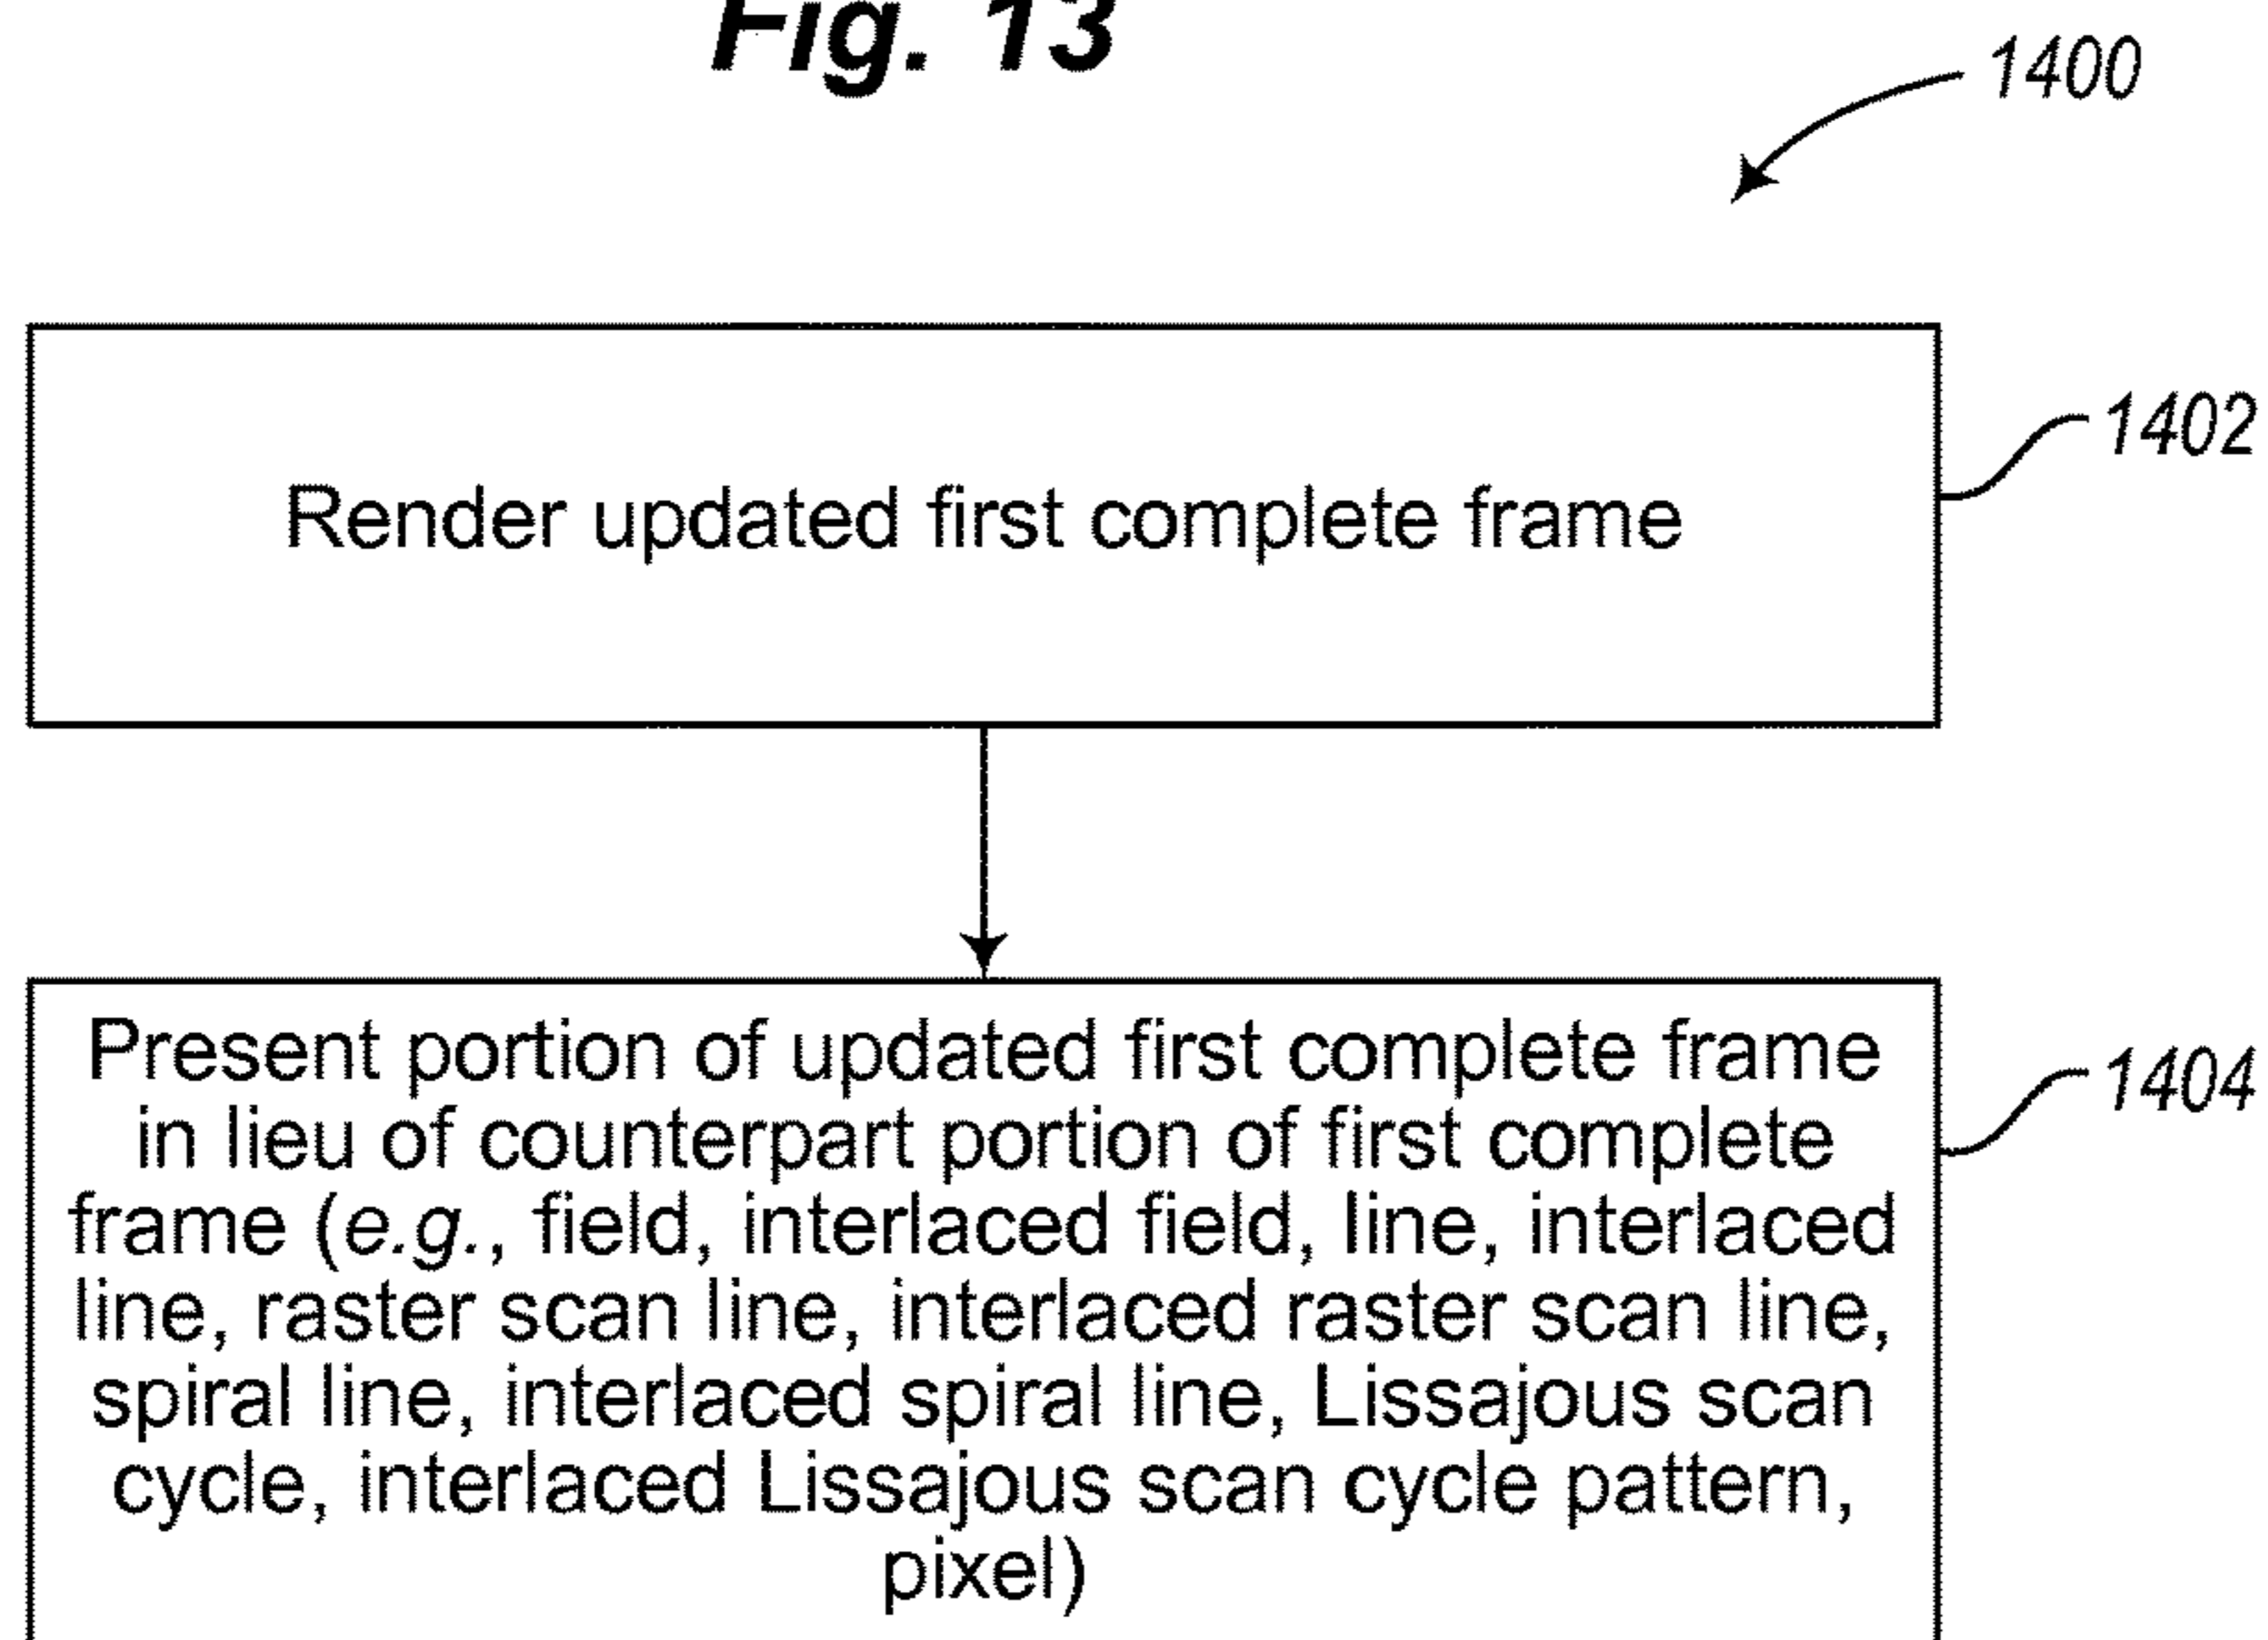 Fig. 13
1400
Render updated first complete frame
1402
Present portion of updated first complete frame
in lieu of counterpart portion of first complete
frame (e.g., field, interlaced field, line, interlaced
line, raster scan line, interlaced raster scan line,
spiral line, interlaced spiral line, Lissajous scan
cycle, interlaced Lissajous scan cycle pattern,
pixel)
1404